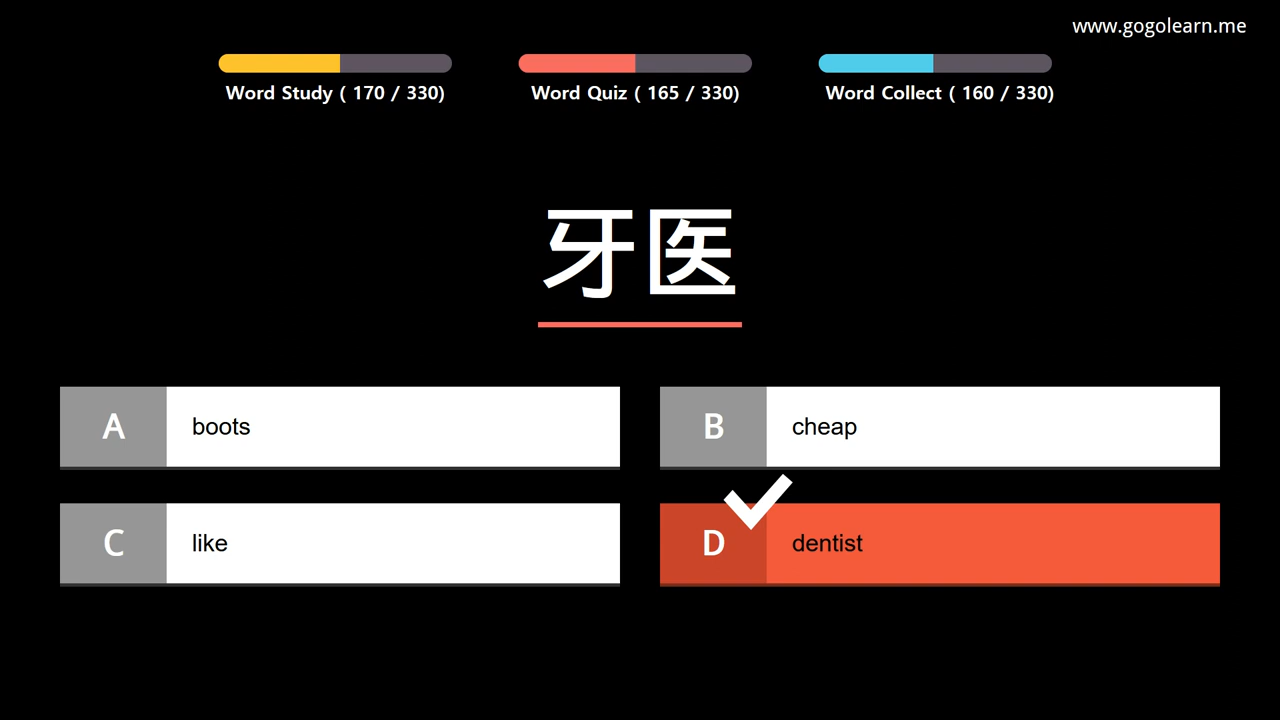 www.gogolearn.me
Word Study ( 170 / 330)
Word Quiz ( 165 / 330)
Word Collect ( 160 / 330)
牙医
A boots
B cheap
C like
D dentist